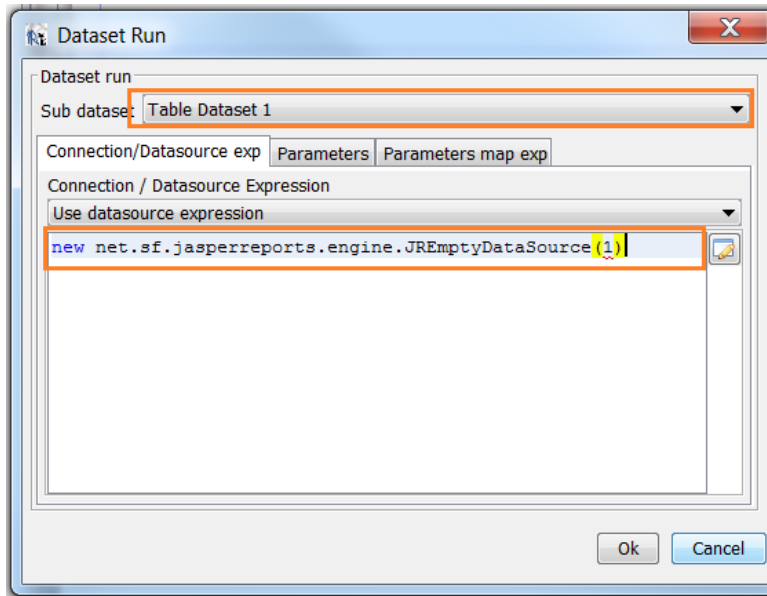 Dataset Run
Dataset run
Sub dataset Table Dataset 1
Connection/Datasource exp Parameters Parameters map exp
Connection / Datasource Expression
Use datasource expression
new net.sf.jasperreports.engine.JREmptyDataSource(1)
Ok Cancel